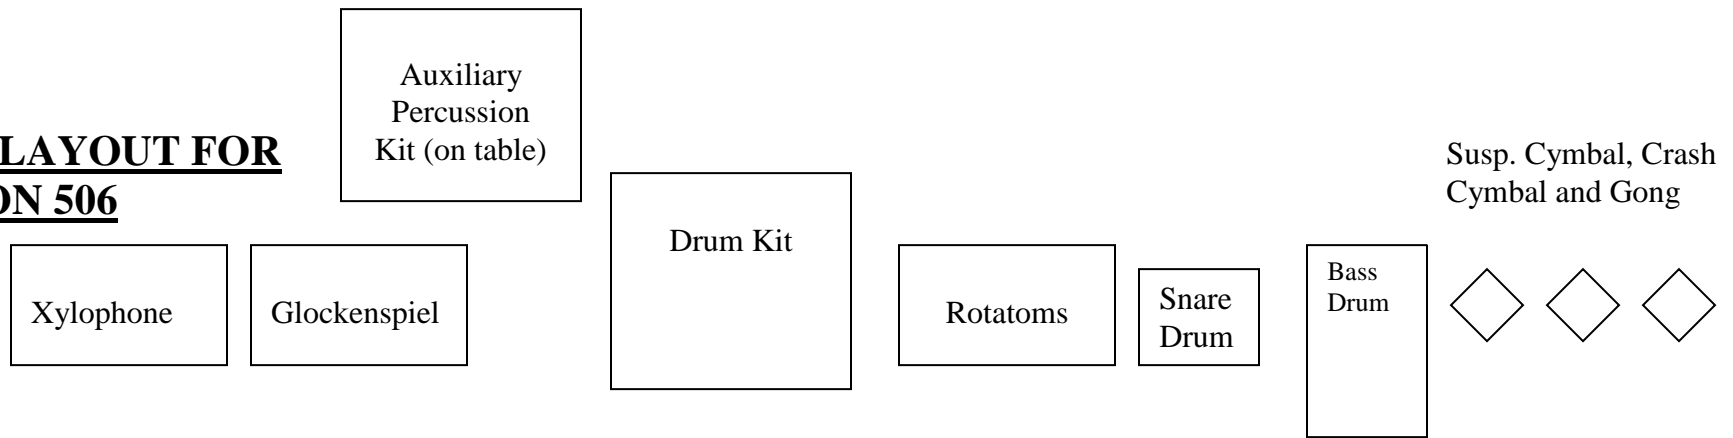 Auxiliary
Percussion
Kit (on table)
LAYOUT FOR
ON 506
Susp. Cymbal, Crash
Cymbal and Gong
Drum Kit
Xylophone
Glockenspiel
Rotatoms
Snare
Drum
Bass
Drum